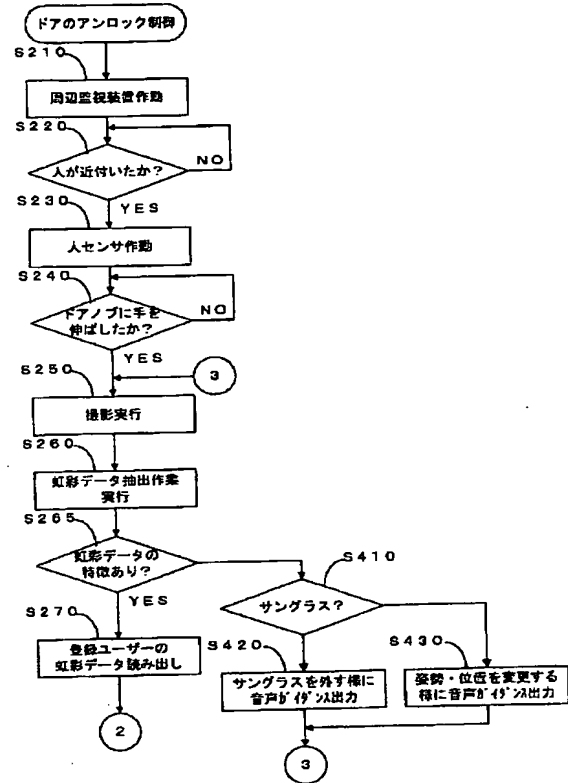 ドアのアンロック制御
S210
周辺監視装置作動
S220
人が近付いたか?
NO
YES
S230
人センサ作動
S240
ドアノブに手を
伸ばしたか?
NO
YES
3
S250
撮影実行
S260
虹彩データ抽出作業
実行
S265
虹彩データの
特徴あり?
YES
S410
サングラス?
S270
登録ユーザーの
虹彩データ読み出し
S420
サングラスを外す様に
音声ガイダンス出力
S430
姿勢・位置を変更する
様に音声ガイダンス出力
2
3